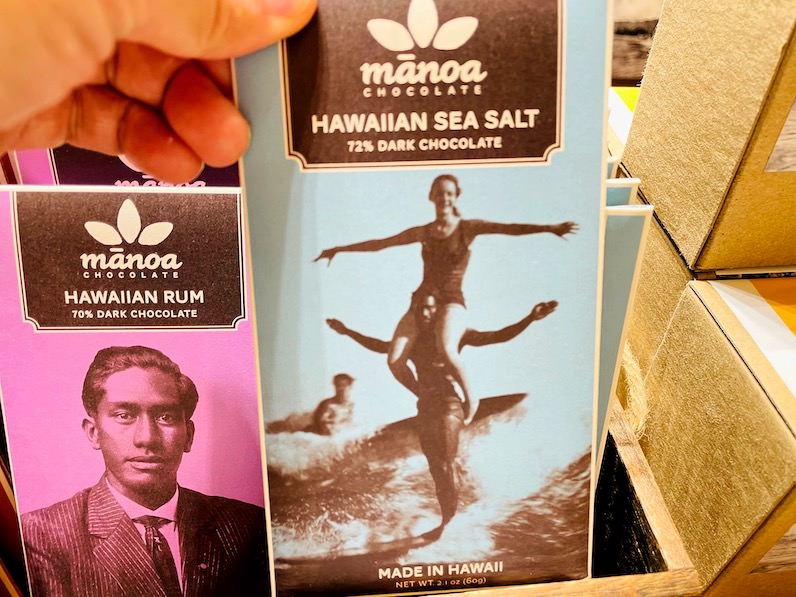 mānoa
CHOCOLATE
HAWAIIAN SEA SALT
72% DARK CHOCOLATE
MADE IN HAWAII
NET WT. 2.1 OZ (60g)
mānoa
mānoa
CHOCOLATE
HAWAIIAN RUM
70% DARK CHOCOLATE